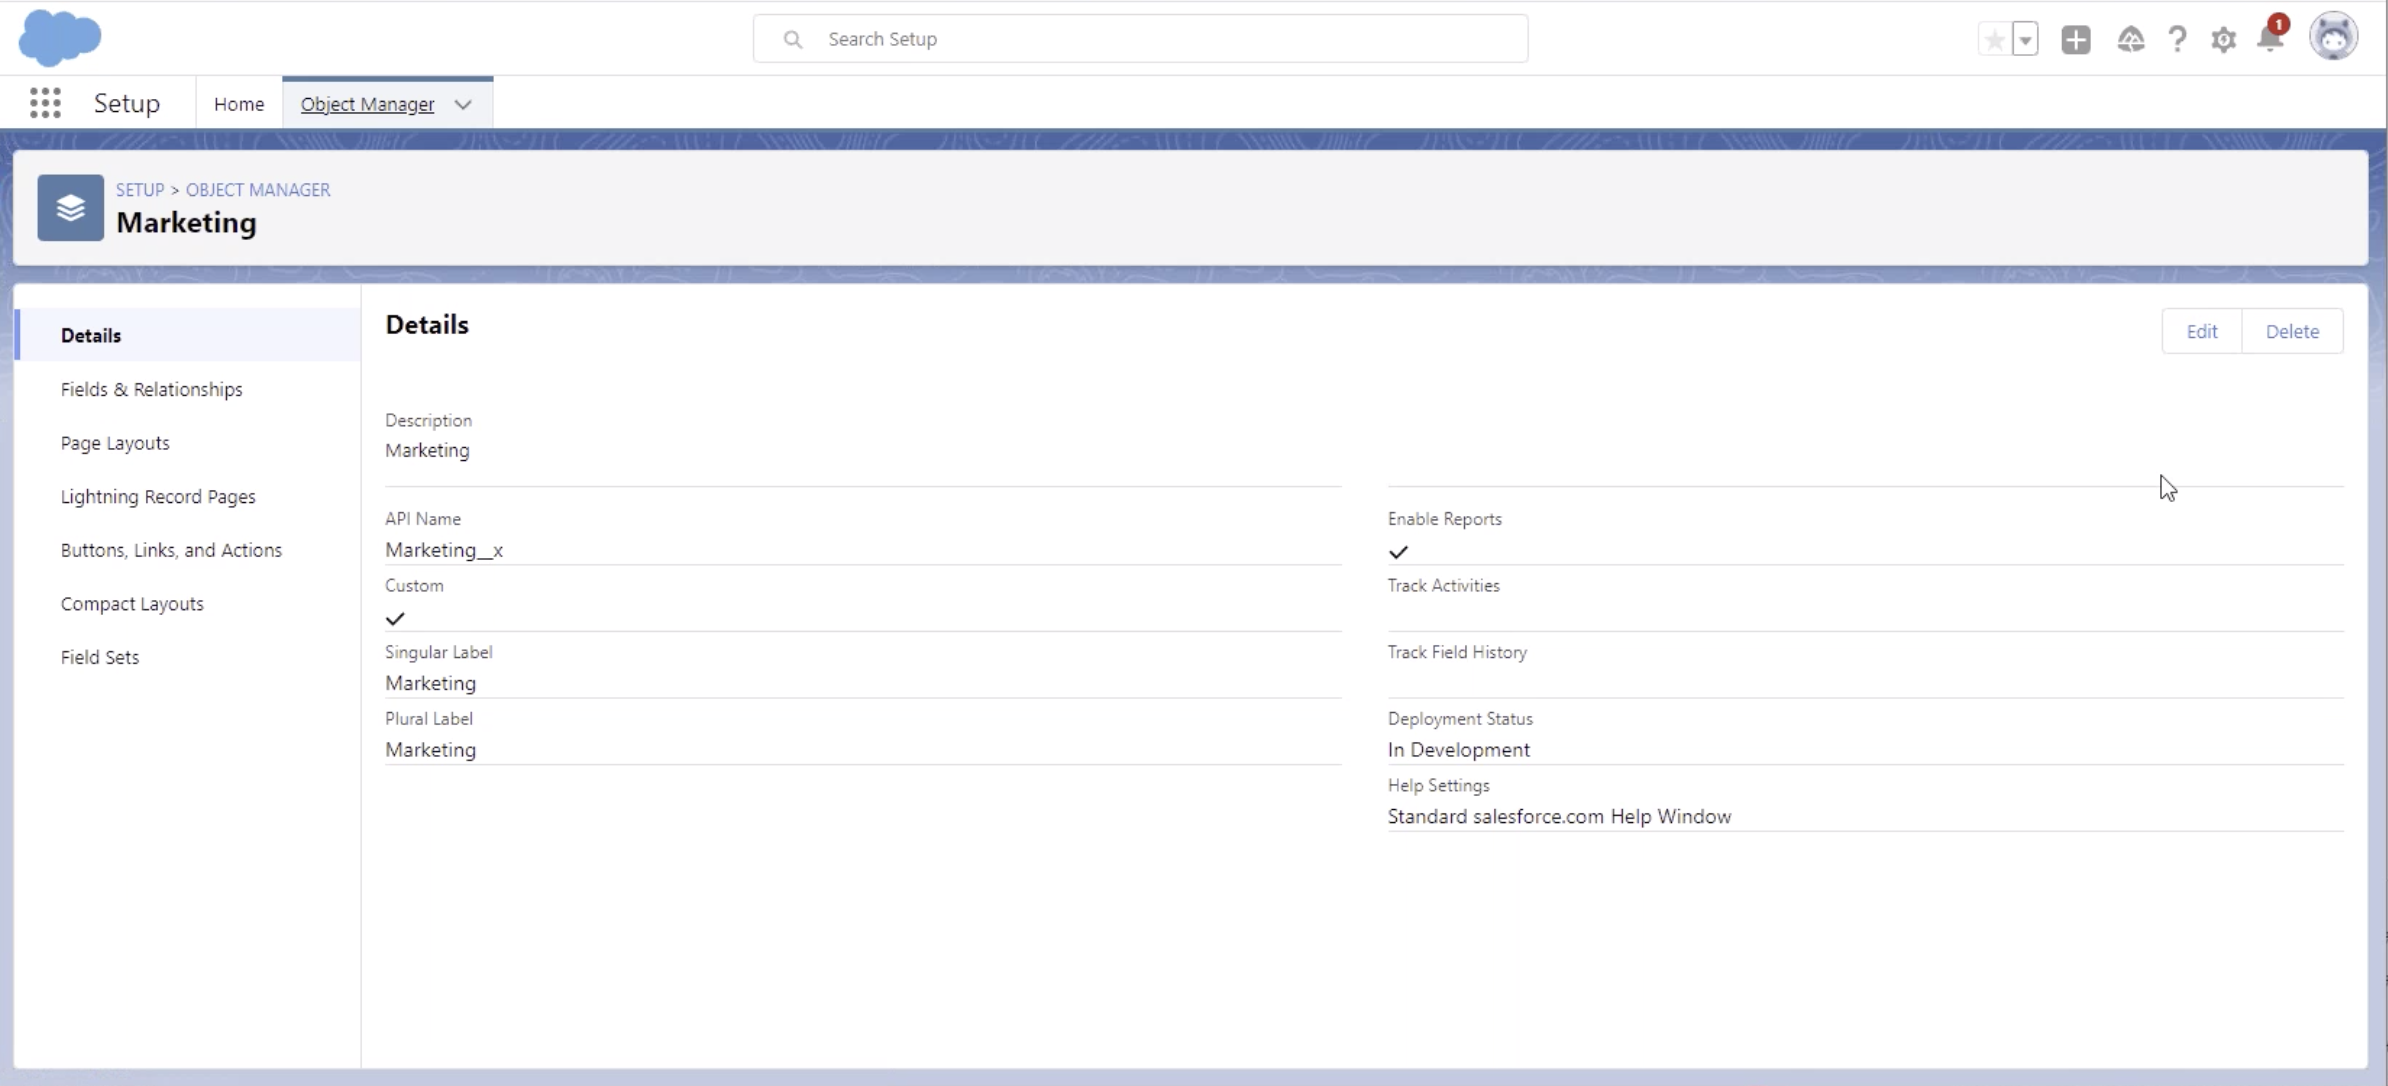 Search Setup
1
Setup
Home
Object Manager
SETUP > OBJECT MANAGER
Marketing
Details
Fields & Relationships
Page Layouts
Lightning Record Pages
Buttons, Links, and Actions
Compact Layouts
Field Sets
Details
Edit
Delete
Description
Marketing
API Name
Marketing__x
Custom
Singular Label
Marketing
Plural Label
Marketing
Enable Reports
Track Activities
Track Field History
Deployment Status
In Development
Help Settings
Standard salesforce.com Help Window